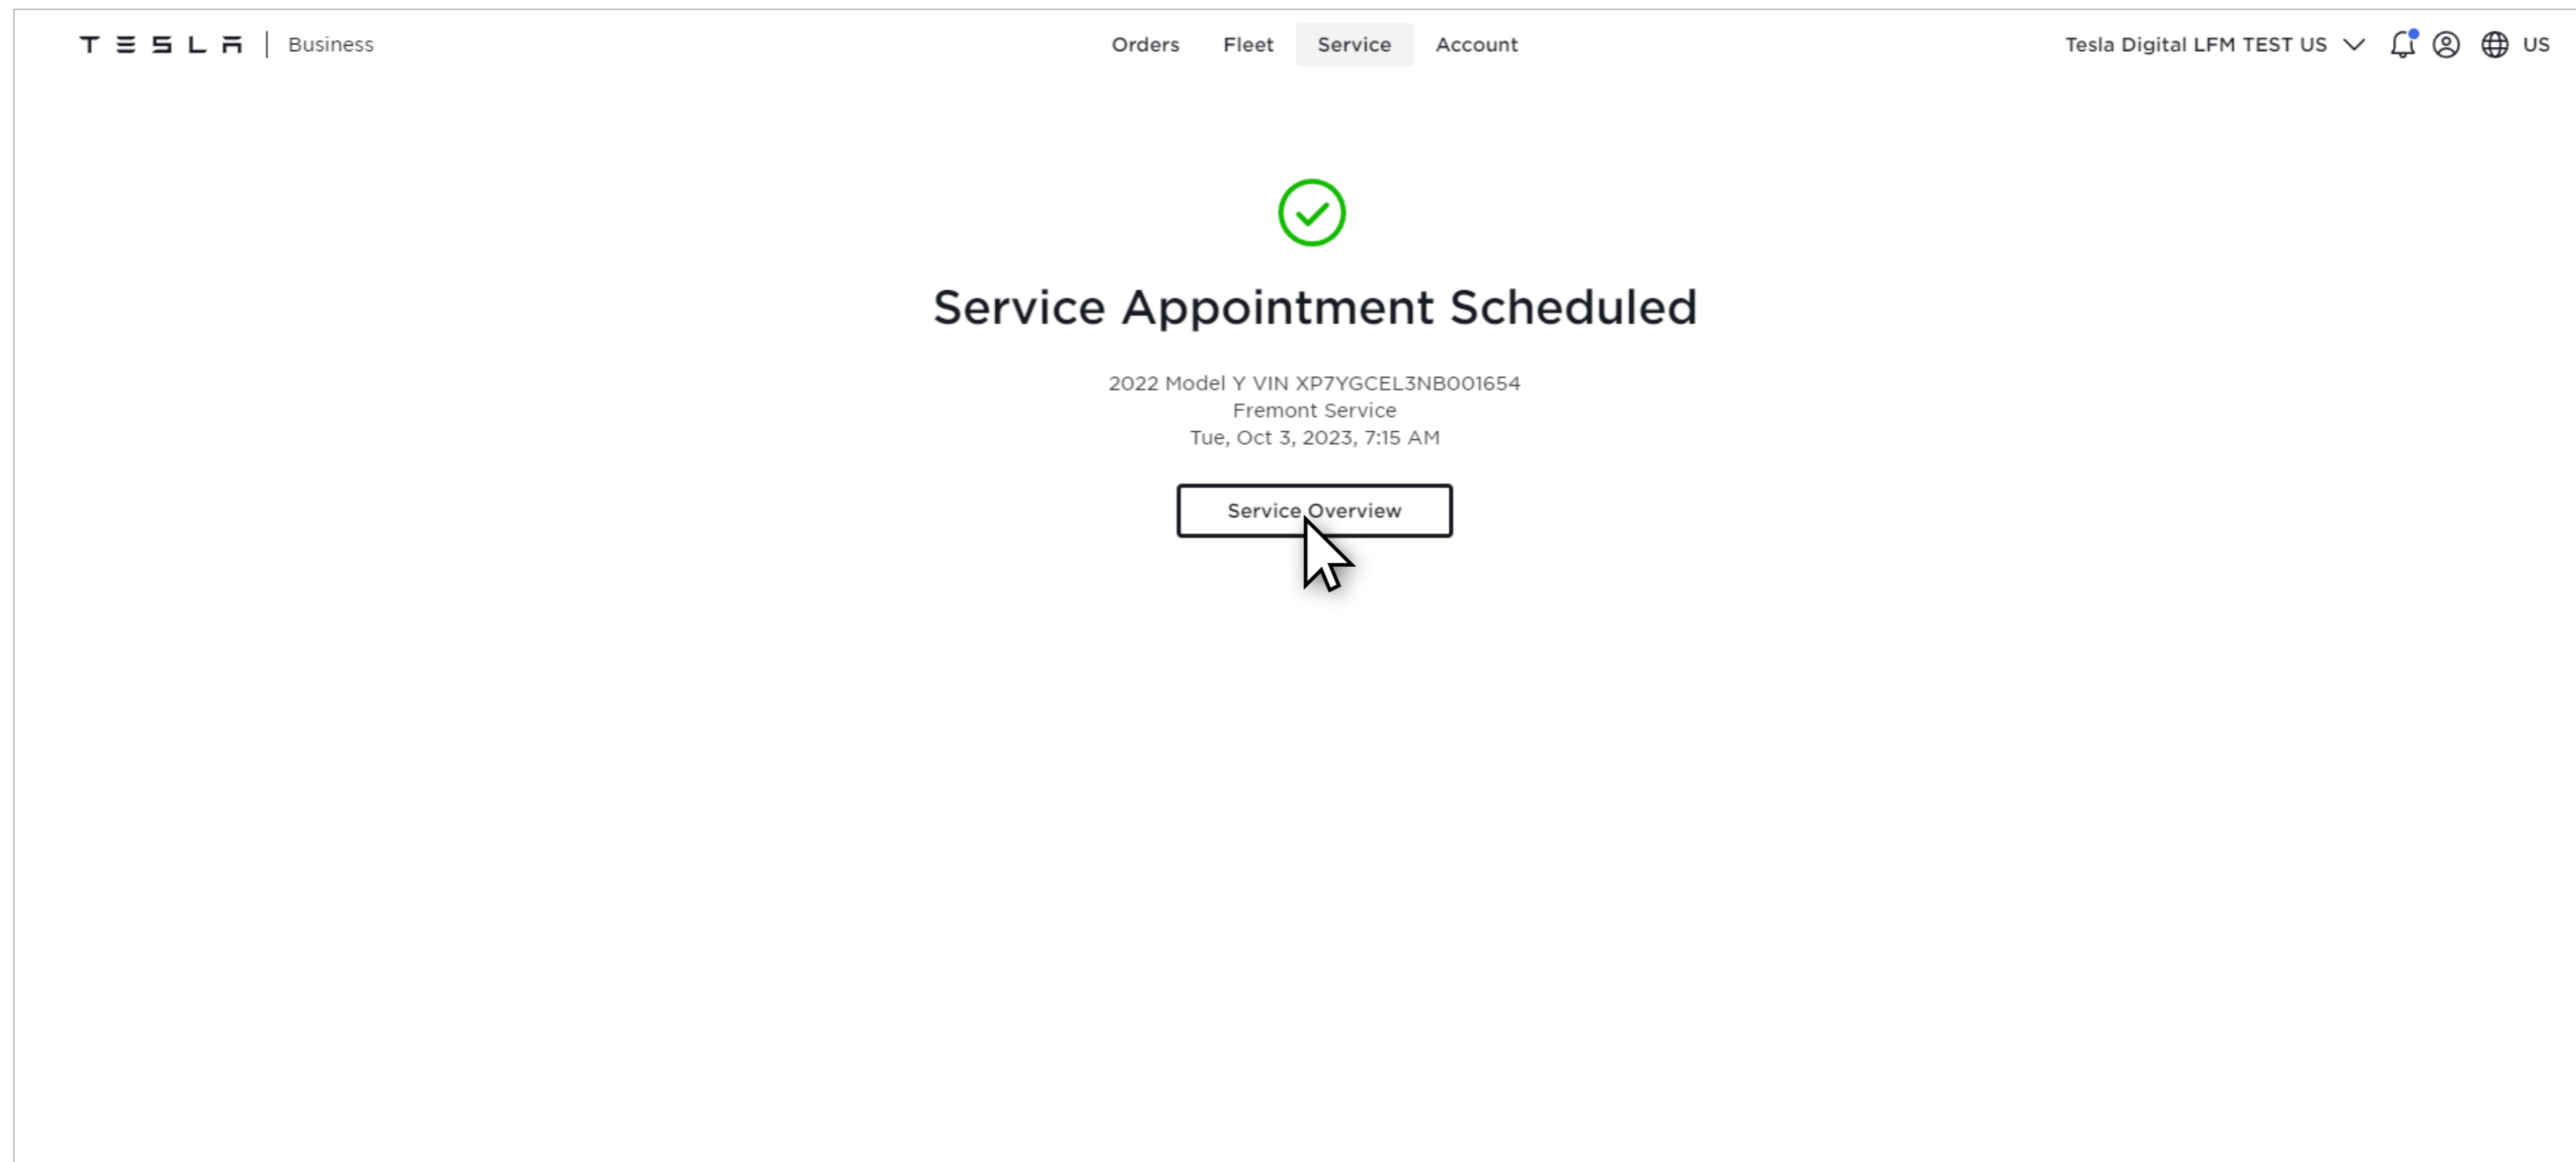 TESLA | Business
Orders Fleet Service Account
Tesla Digital LFM TEST US
US
Service Appointment Scheduled
2022 Model Y VIN XP7YGCEL3NB001654
Fremont Service
Tue, Oct 3, 2023, 7:15 AM
Service Overview